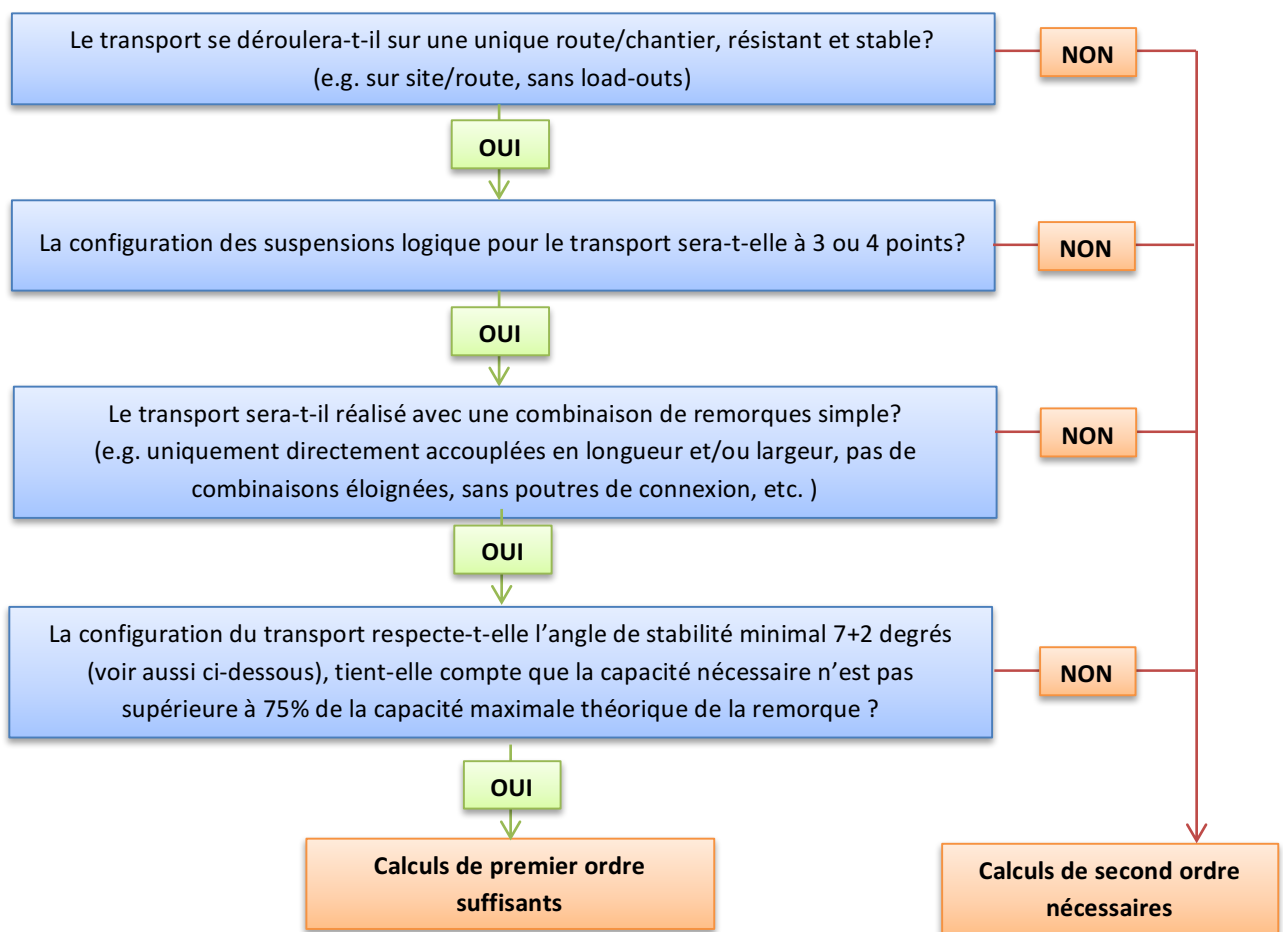 Le transport se déroulera-t-il sur une unique route/chantier, résistant et stable?
(e.g. sur site/route, sans load-outs)
NON
OUI
La configuration des suspensions logique pour le transport sera-t-elle à 3 ou 4 points?
NON
OUI
Le transport sera-t-il réalisé avec une combinaison de remorques simple?
(e.g. uniquement directement accouplées en longueur et/ou largeur, pas de
combinaisons éloignées, sans poutres de connexion, etc. )
NON
OUI
La configuration du transport respecte-t-elle l’angle de stabilité minimal 7+2 degrés
(voir aussi ci-dessous), tient-elle compte que la capacité nécessaire n’est pas
supérieure à 75% de la capacité maximale théorique de la remorque ?
NON
OUI
Calculs de premier ordre
suffisants
Calculs de second ordre
nécessaires